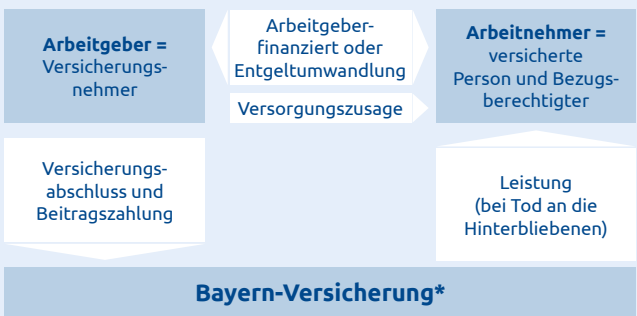 Arbeitgeber =
Versicherungs-
nehmer
Arbeitgeber-
finanziert oder
Entgeltumwandlung
Versorgungszusage
Arbeitnehmer =
versicherte
Person und Bezugs-
berechtigter
Versicherungs-
abschluss und
Beitragszahlung
Leistung
(bei Tod an die
Hinterbliebenen)
Bayern-Versicherung*